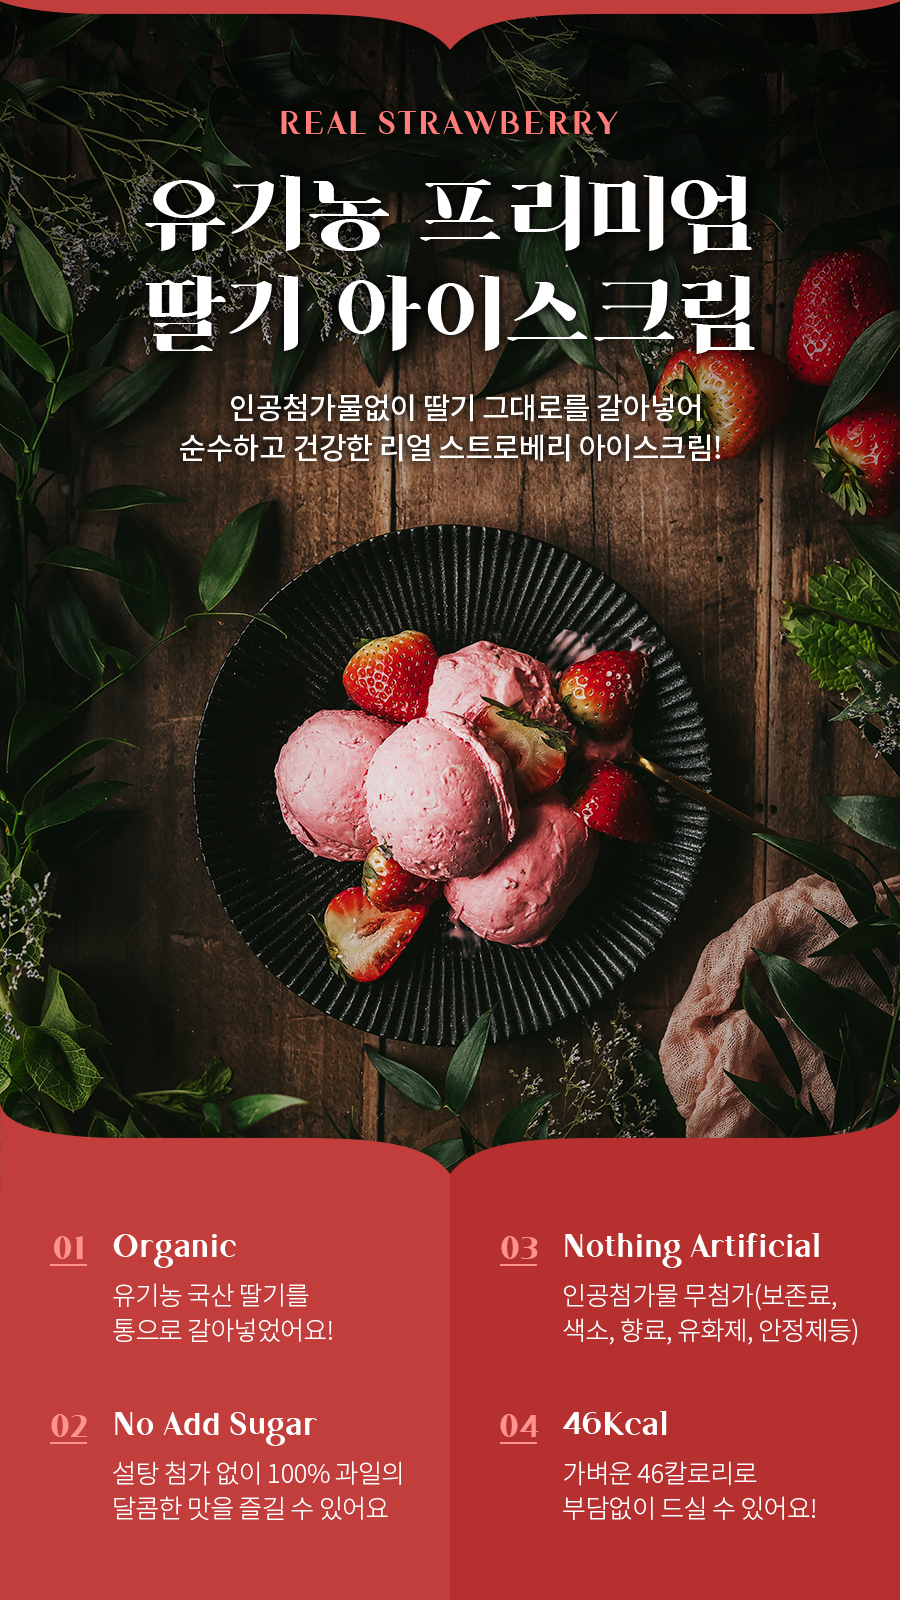 REAL STRAWBERRY
유기농 프리미엄
딸기 아이스크림
인공첨가물없이 딸기 그대로를 갈아넣어
순수하고 건강한 리얼 스트로베리 아이스크림!
01 Organic
유기농 국산 딸기를
통으로 갈아넣었어요!
02 No Add Sugar
설탕 첨가 없이 100% 과일의
달콤한 맛을 즐길 수 있어요
03 Nothing Artificial
인공첨가물 무첨가(보존료,
색소, 향료, 유화제, 안정제등)
04 46Kcal
가벼운 46칼로리로
부담없이 드실 수 있어요!